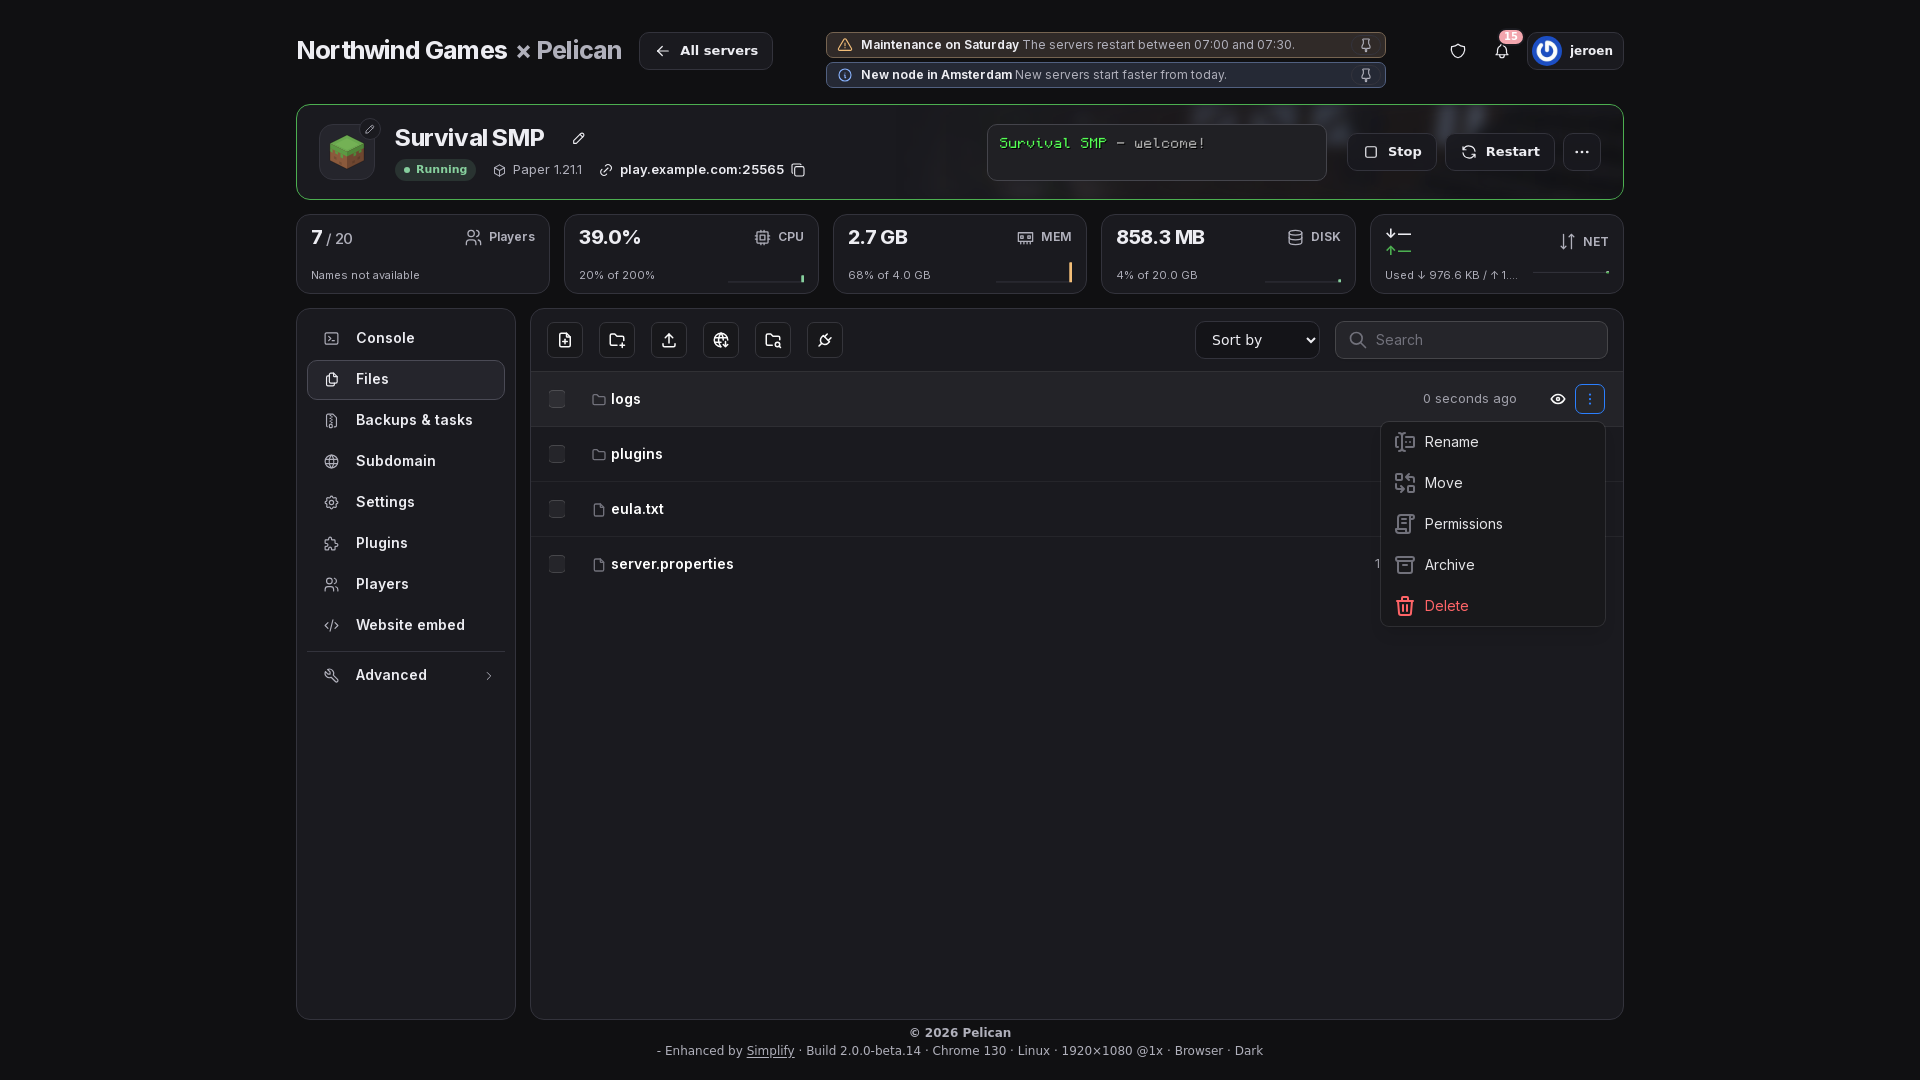 Northwind Games × Pelican
All servers
Maintenance on Saturday The servers restart between 07:00 and 07:30.
New node in Amsterdam New servers start faster from today.
15
jeroen
Survival SMP
Running
Paper 1.21.1
play.example.com:25565
Survival SMP - welcome!
Stop
Restart
7 / 20
Players
Names not available
39.0%
CPU
20% of 200%
2.7 GB
MEM
68% of 4.0 GB
858.3 MB
DISK
4% of 20.0 GB
↓—
↑—
NET
Used ↓ 976.6 KB / ↑ 1....
Console
Files
Backups & tasks
Subdomain
Settings
Plugins
Players
Website embed
Advanced
Sort by
Search
logs
0 seconds ago
plugins
eula.txt
server.properties
1
Rename
Move
Permissions
Archive
Delete
© 2026 Pelican
- Enhanced by Simplify · Build 2.0.0-beta.14 · Chrome 130 · Linux · 1920×1080 @1x · Browser · Dark